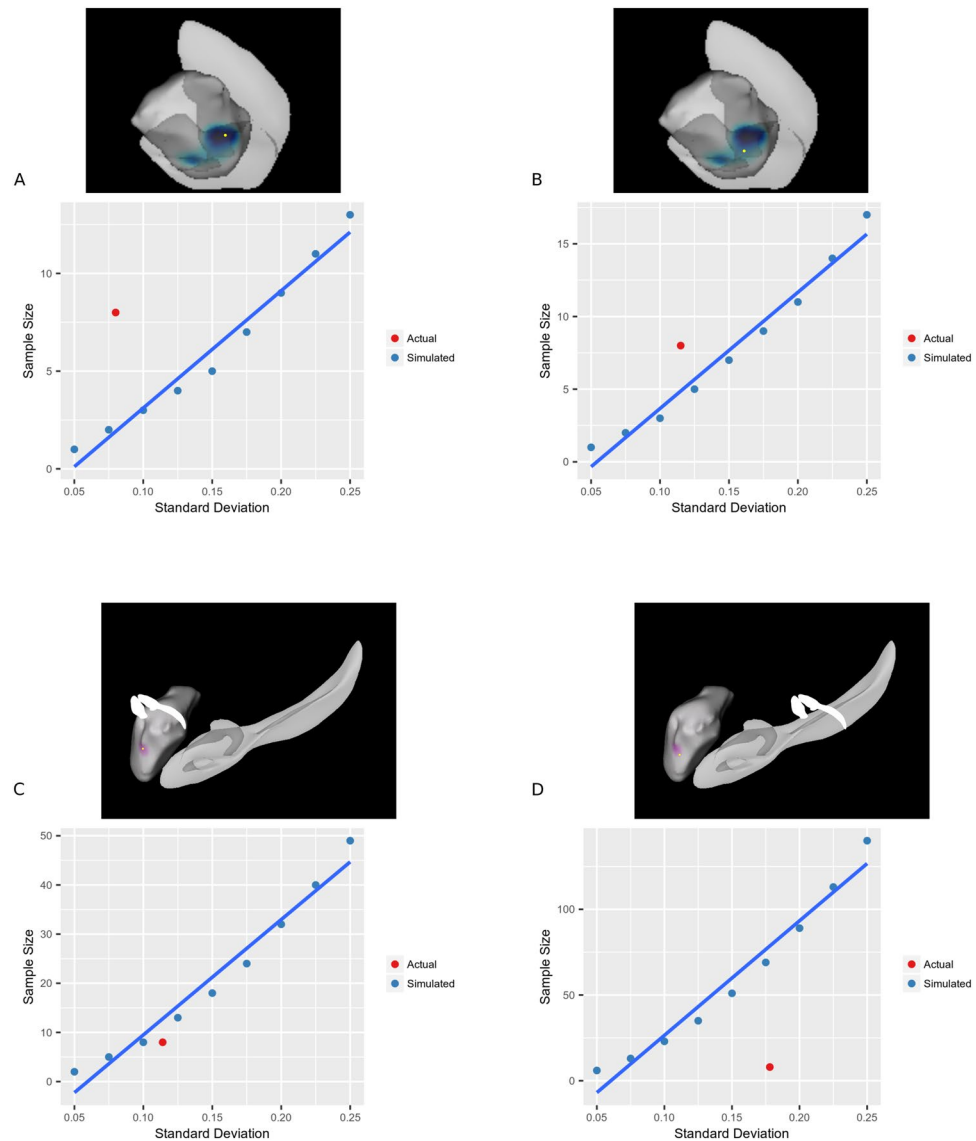 A
Sample Size
10
5
0
0.05 0.10 0.15 0.20 0.25
Standard Deviation
Actual
Simulated
B
Sample Size
15
10
5
0
0.05 0.10 0.15 0.20 0.25
Standard Deviation
Actual
Simulated
C
Sample Size
50
40
30
20
10
0
0.05 0.10 0.15 0.20 0.25
Standard Deviation
Actual
Simulated
D
Sample Size
100
50
0
0.05 0.10 0.15 0.20 0.25
Standard Deviation
Actual
Simulated